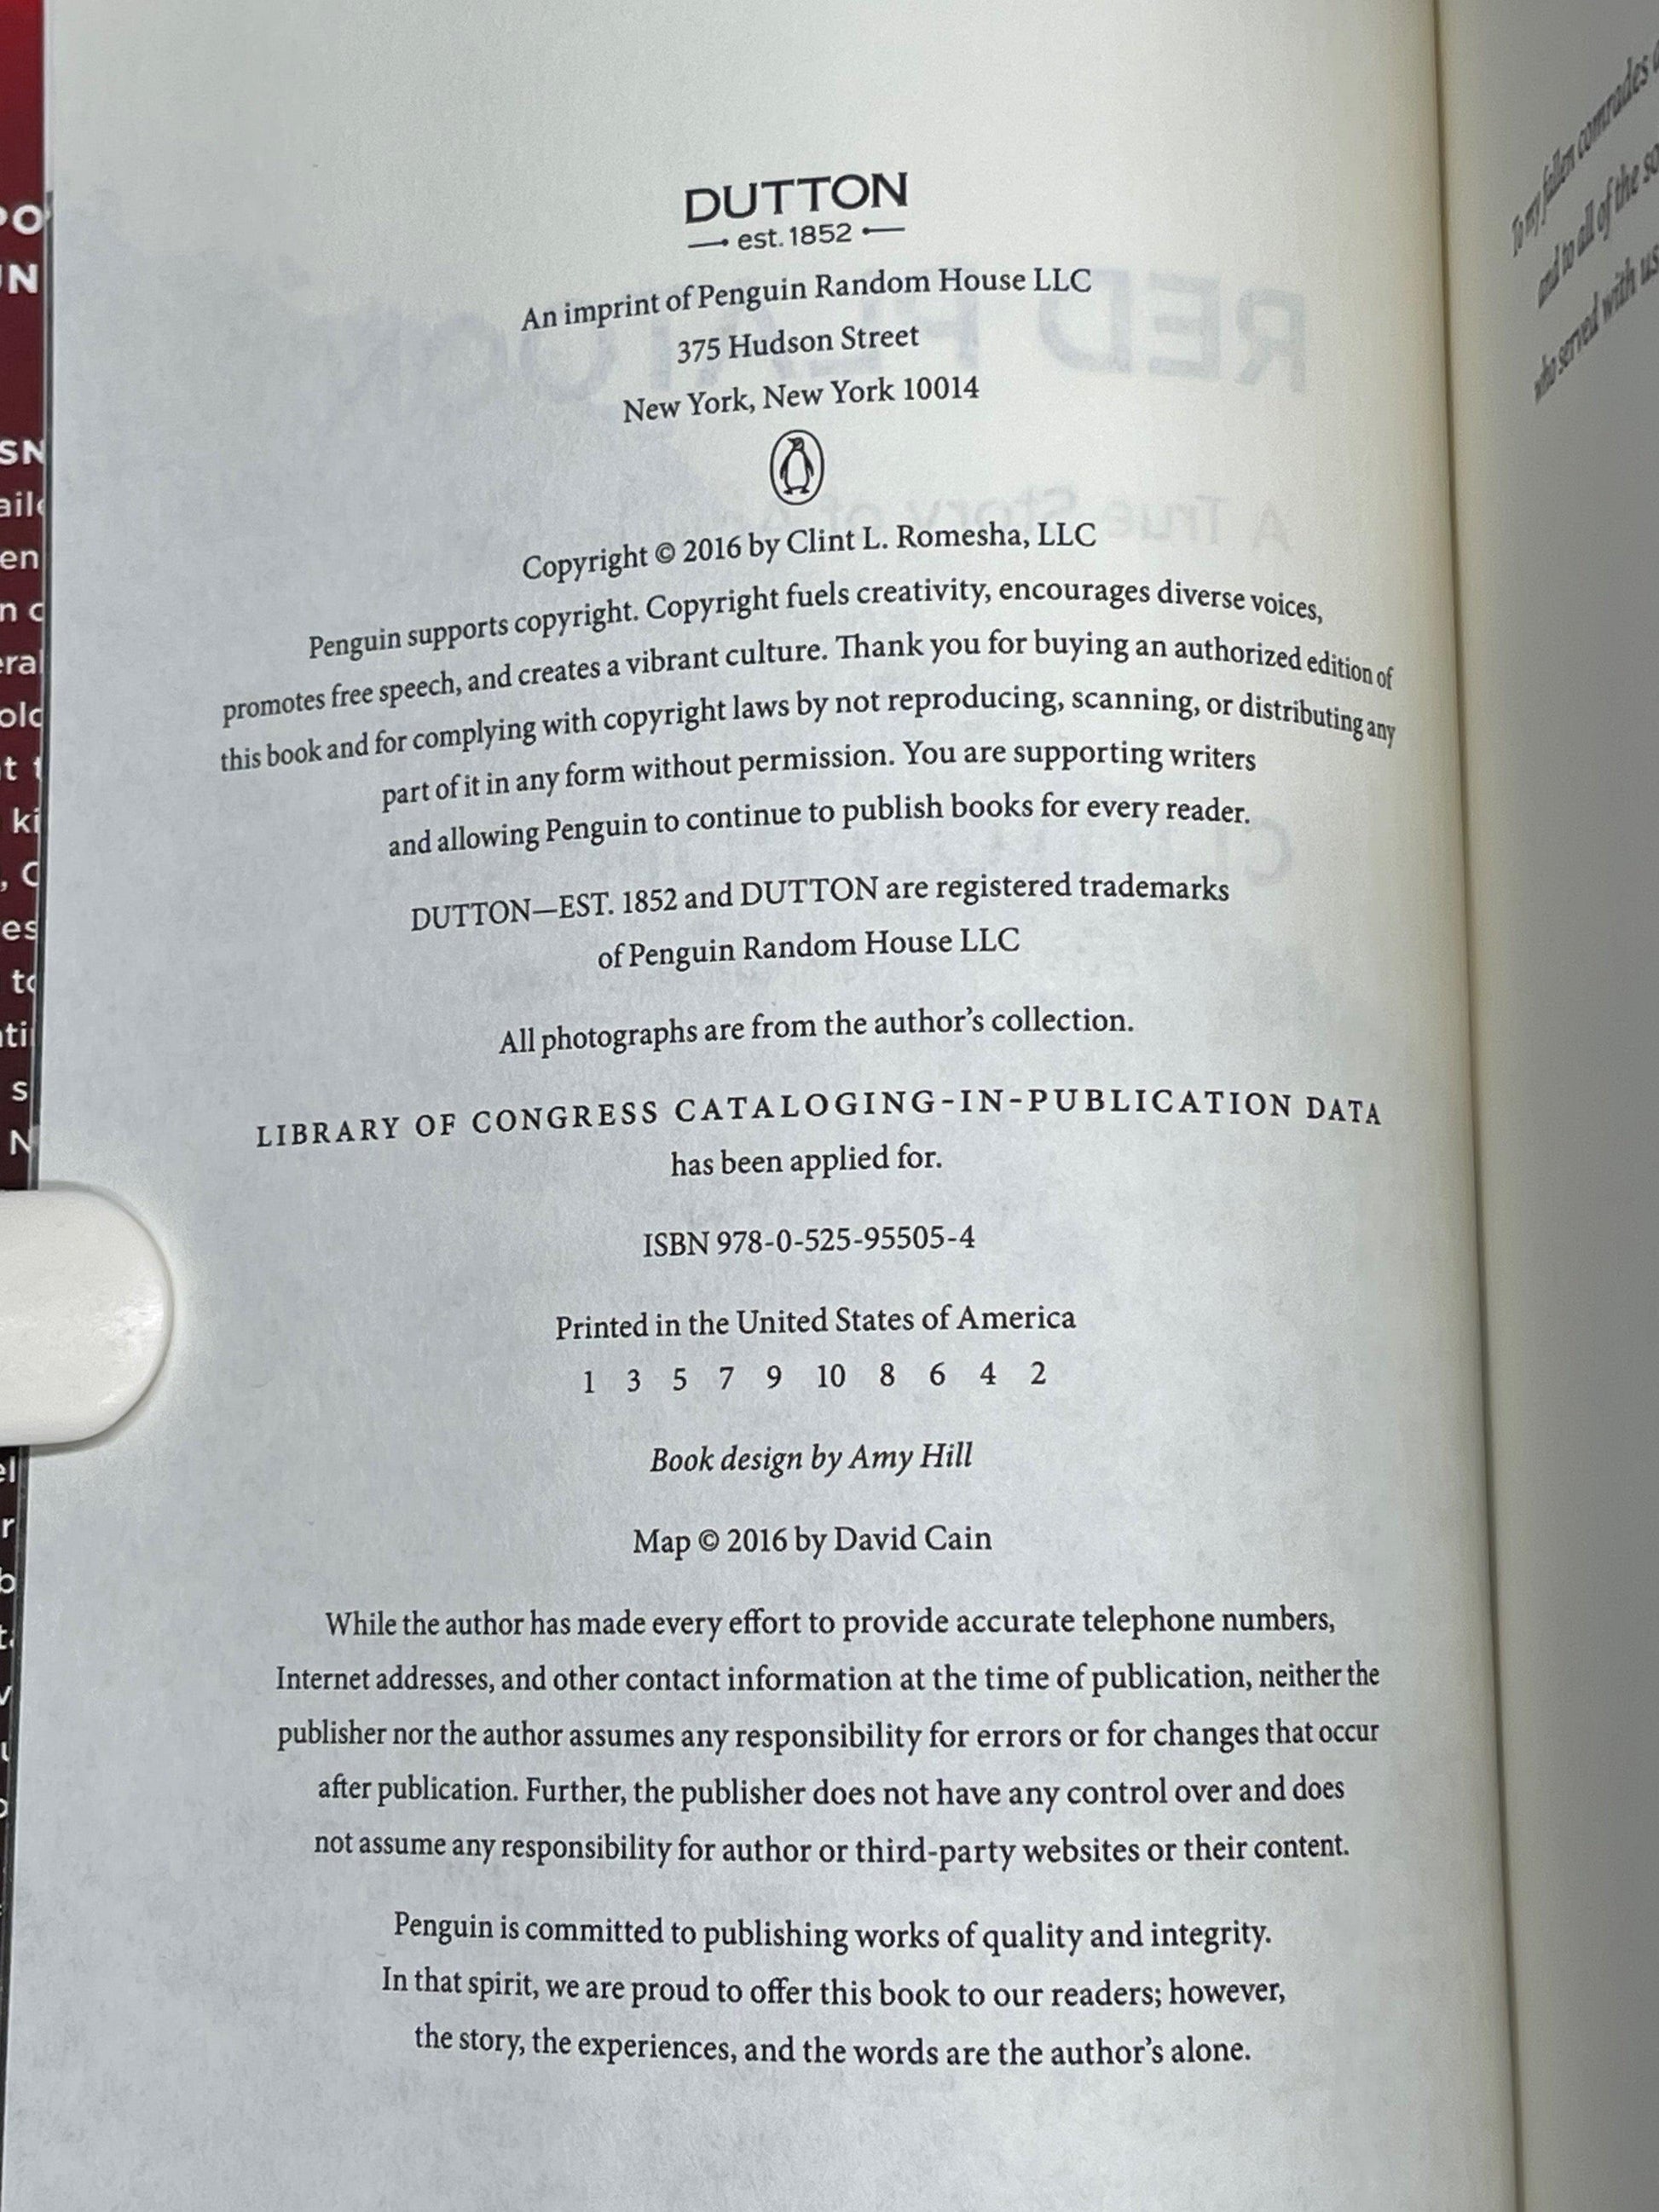 DUTTON
est. 1852
An imprint of Penguin Random House LLC
375 Hudson Street
New York, New York 10014
Copyright © 2016 by Clint L. Romesha, LLC
Penguin supports copyright. Copyright fuels creativity, encourages diverse voices,
promotes free speech, and creates a vibrant culture. Thank you for buying an authorized edition of
this book and for complying with copyright laws by not reproducing, scanning, or distributing any
part of it in any form without permission. You are supporting writers
and allowing Penguin to continue to publish books for every reader.
DUTTON—EST. 1852 and DUTTON are registered trademarks
of Penguin Random House LLC
All photographs are from the author's collection.
LIBRARY OF CONGRESS CATALOGING-IN-PUBLICATION DATA
has been applied for.
ISBN 978-0-525-95505-4
Printed in the United States of America
1 3 5 7 9 10 8 6 4 2
Book design by Amy Hill
Map © 2016 by David Cain
While the author has made every effort to provide accurate telephone numbers,
Internet addresses, and other contact information at the time of publication, neither the
publisher nor the author assumes any responsibility for errors or for changes that occur
after publication. Further, the publisher does not have any control over and does
not assume any responsibility for author or third-party websites or their content.
Penguin is committed to publishing works of quality and integrity.
In that spirit, we are proud to offer this book to our readers; however,
the story, the experiences, and the words are the author's alone.
To my fallen comrades
and to all of the
who served with us